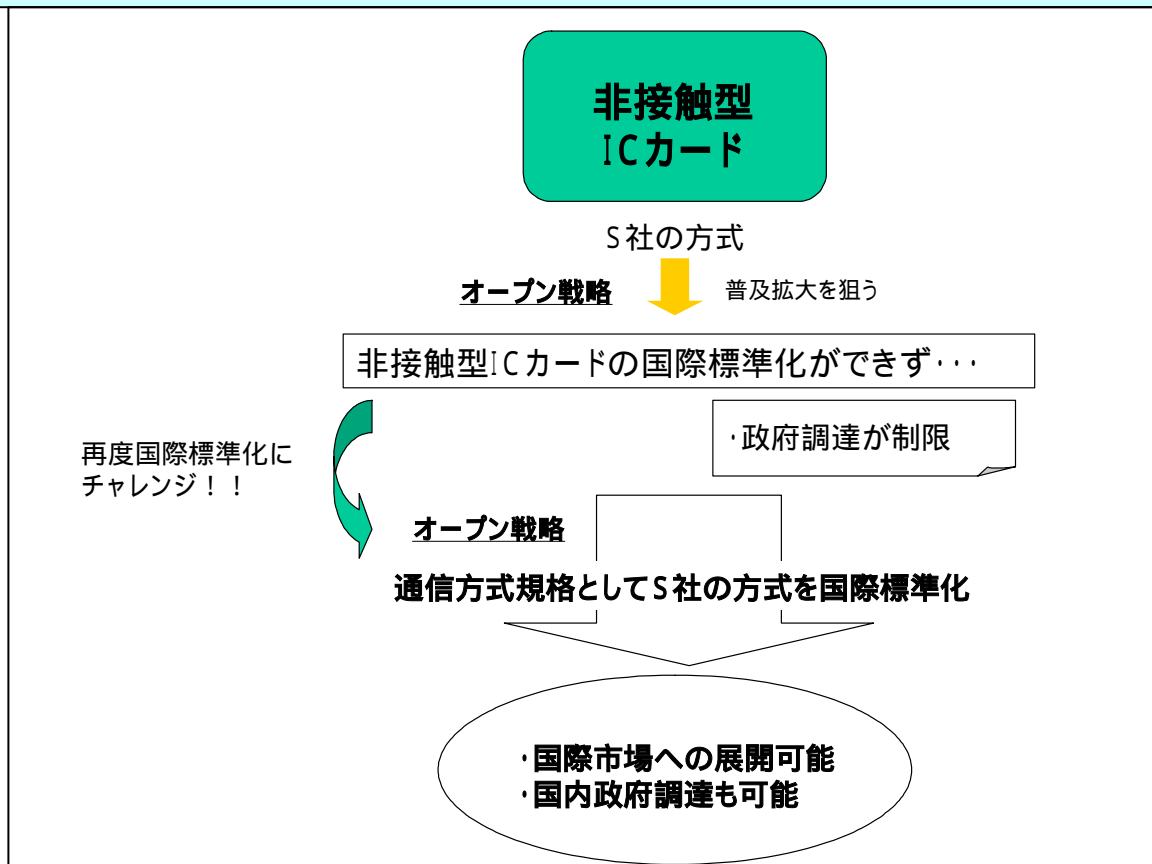 非接触型
ICカード
S社の方式
オープン戦略
普及拡大を狙う
非接触型ICカードの国際標準化ができず・・・
・政府調達が制限
再度国際標準化に
チャレンジ！！
オープン戦略
通信方式規格としてS社の方式を国際標準化
・国際市場への展開可能
・国内政府調達も可能